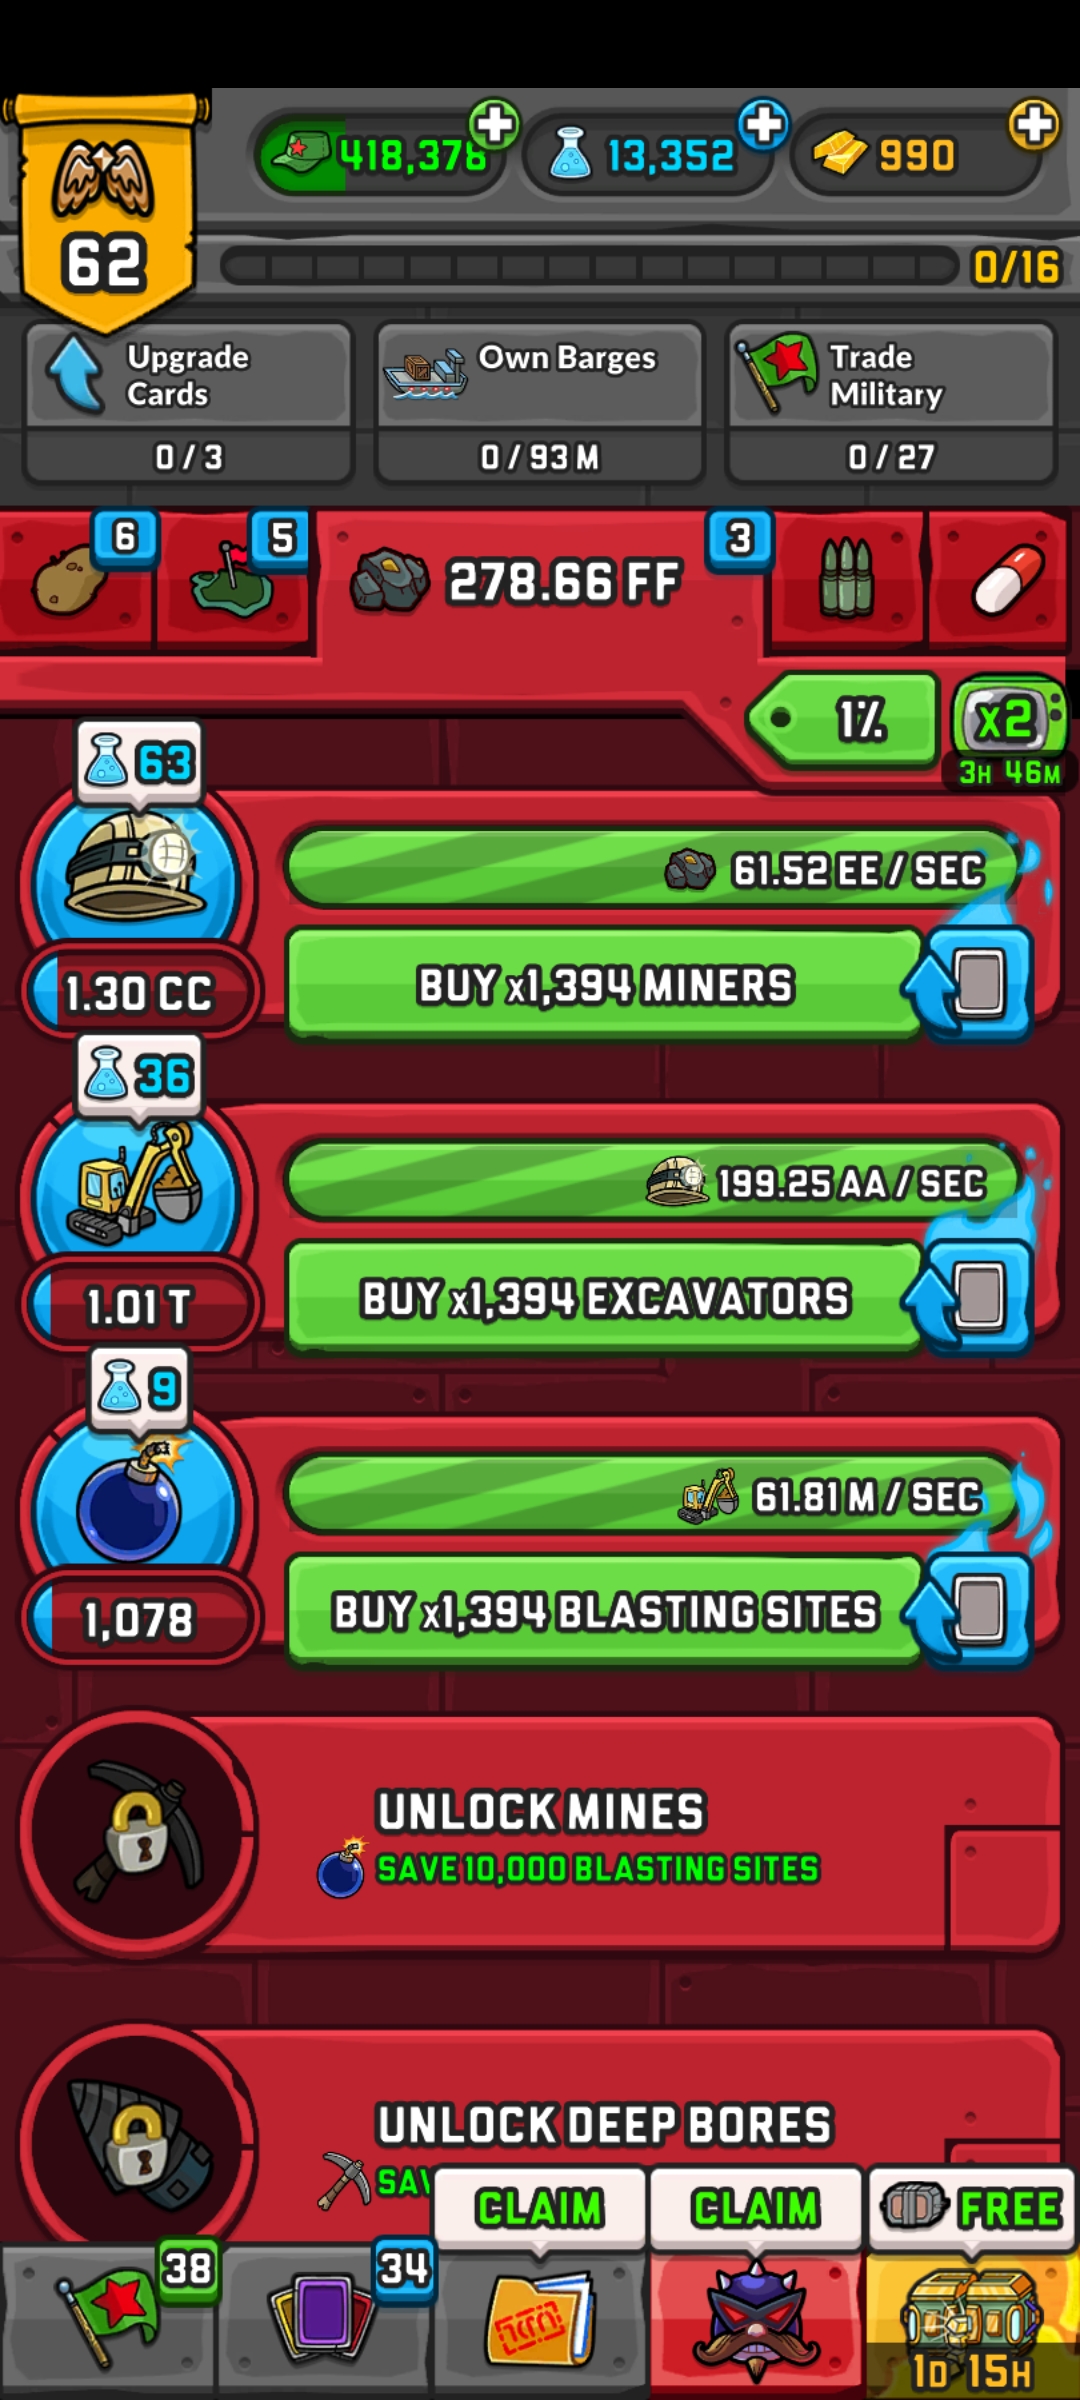 62
418,378
13,352
990
0/16
Upgrade
Cards
0 / 3
Own Barges
0 / 93 M
Trade
Military
0 / 27
6
5
278.66 FF
3
1%
x2
3H 46M
63
61.52 EE / SEC
BUY x1,394 MINERS
1.30 CC
36
199.25 AA / SEC
BUY x1,394 EXCAVATORS
1.01 T
9
61.81 M / SEC
BUY x1,394 BLASTING SITES
1,078
UNLOCK MINES
SAVE 10,000 BLASTING SITES
UNLOCK DEEP BORES
CLAIM
CLAIM
FREE
38
34
1D 15H